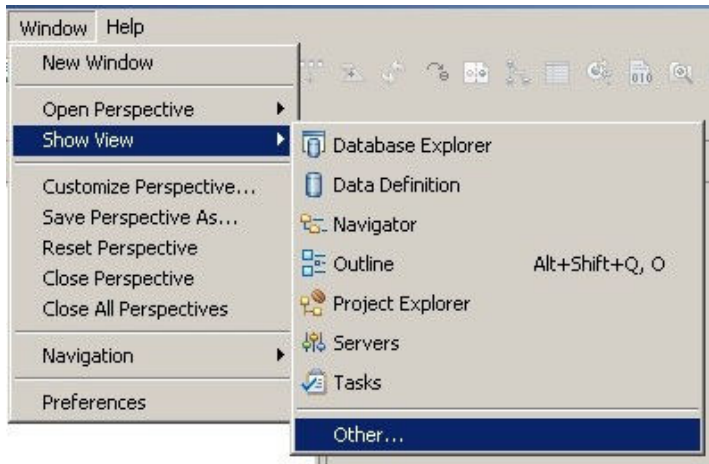 Window Help
New Window
Open Perspective
Show View
Customize Perspective...
Save Perspective As...
Reset Perspective
Close Perspective
Close All Perspectives
Navigation
Preferences
Database Explorer
Data Definition
Navigator
Outline Alt+Shift+Q, O
Project Explorer
Servers
Tasks
Other...
010